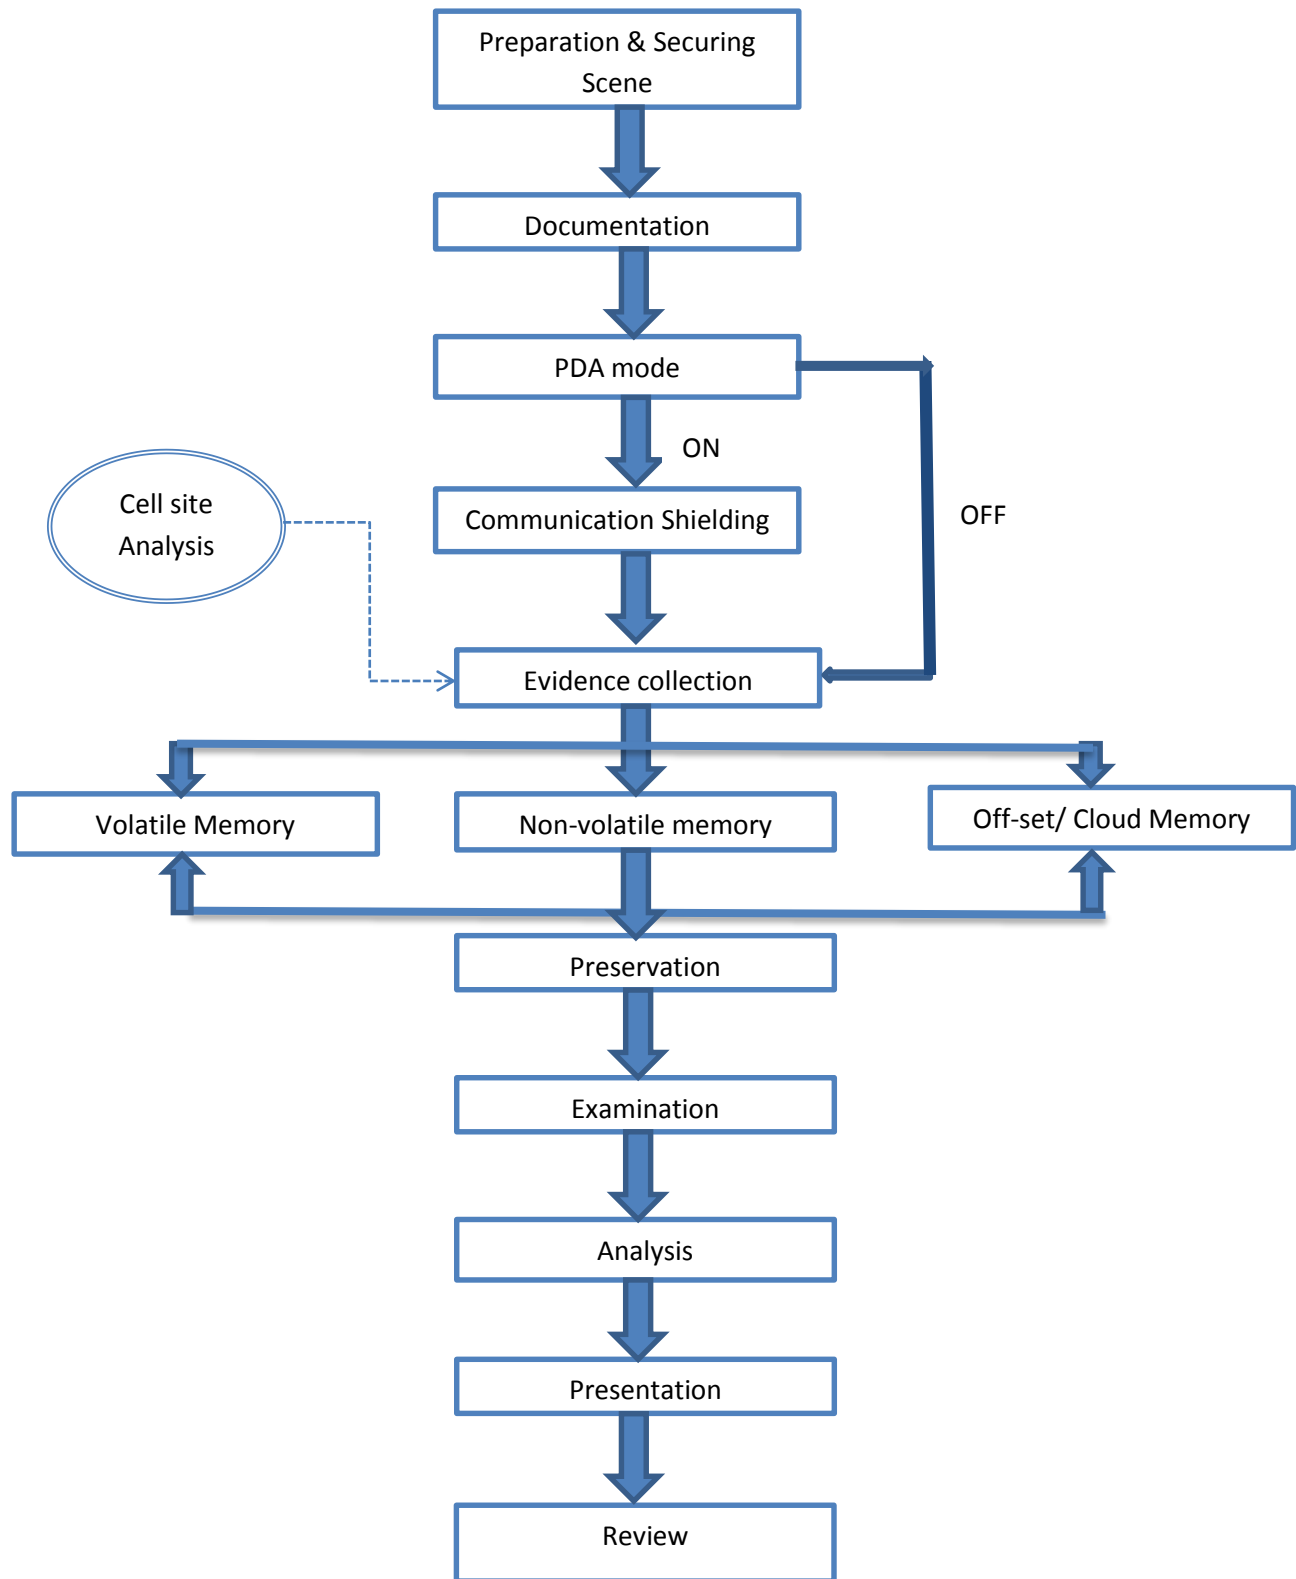 Preparation & Securing
Scene
Documentation
PDA mode
ON
Cell site
Analysis
Communication Shielding
OFF
Evidence collection
Volatile Memory
Non-volatile memory
Off-set/ Cloud Memory
Preservation
Examination
Analysis
Presentation
Review